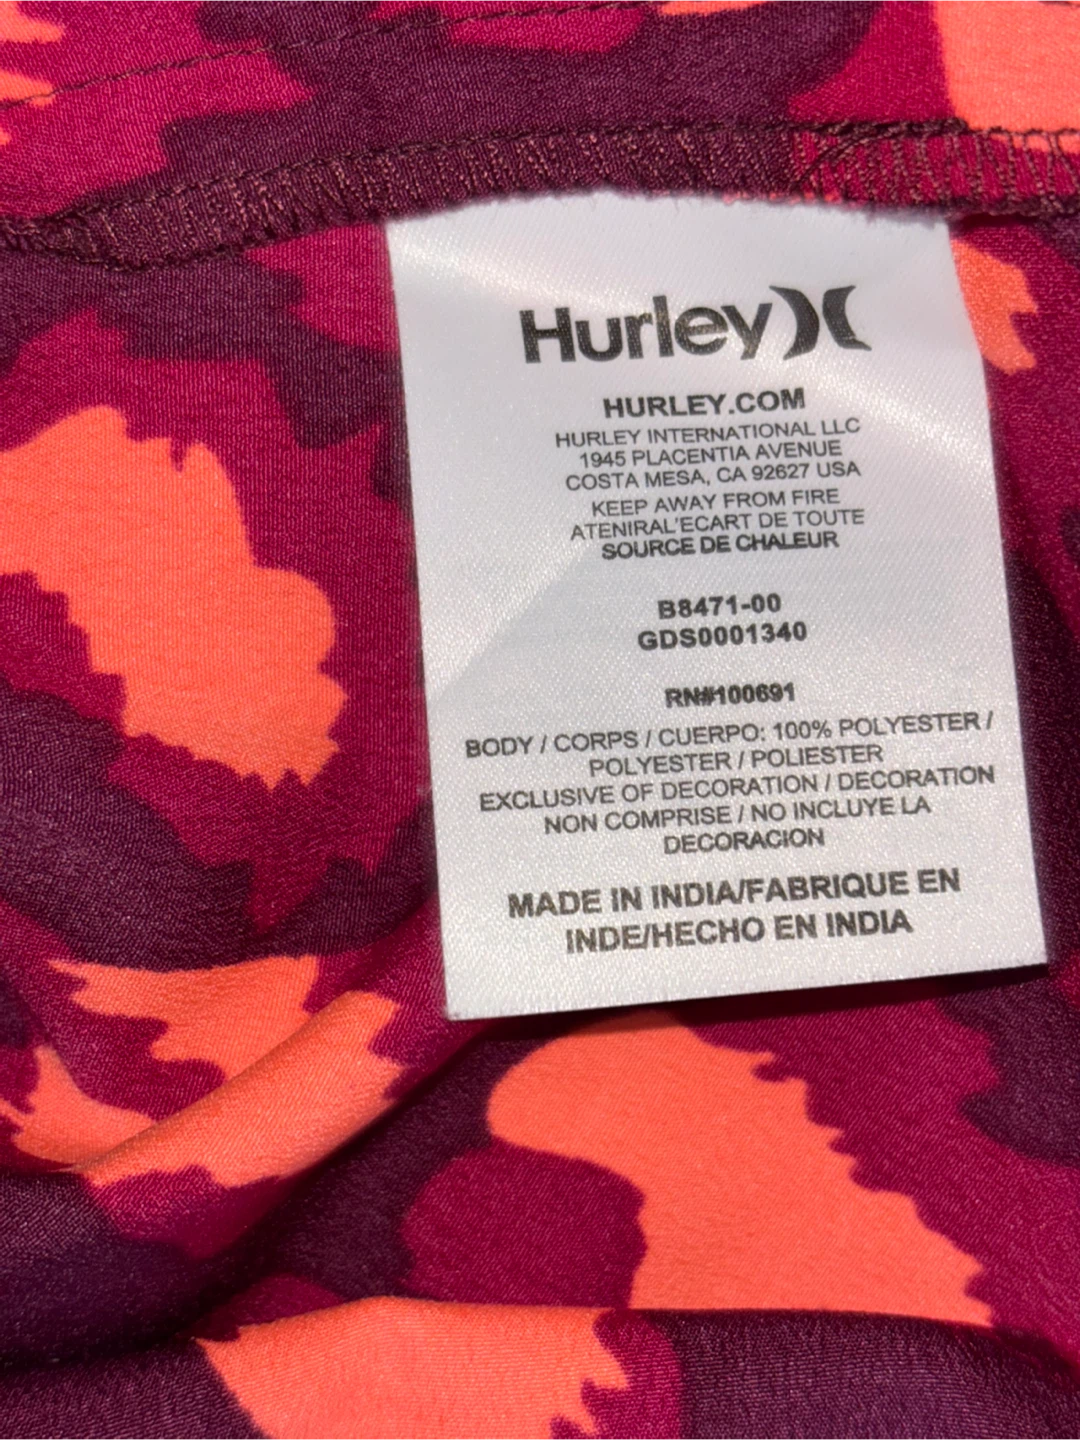 Hurley
HURLEY.COM
HURLEY INTERNATIONAL LLC
1945 PLACENTIA AVENUE
COSTA MESA, CA 92627 USA
KEEP AWAY FROM FIRE
ATENIRAL'ECART DE TOUTE
SOURCE DE CHALEUR
B8471-00
GDS0001340
RN#100691
BODY / CORPS / CUERPO: 100% POLYESTER /
POLYESTER / POLIESTER
EXCLUSIVE OF DECORATION / DECORATION
NON COMPRISE / NO INCLUYE LA
DECORACION
MADE IN INDIA/FABRIQUE EN
INDE/HECHO EN INDIA